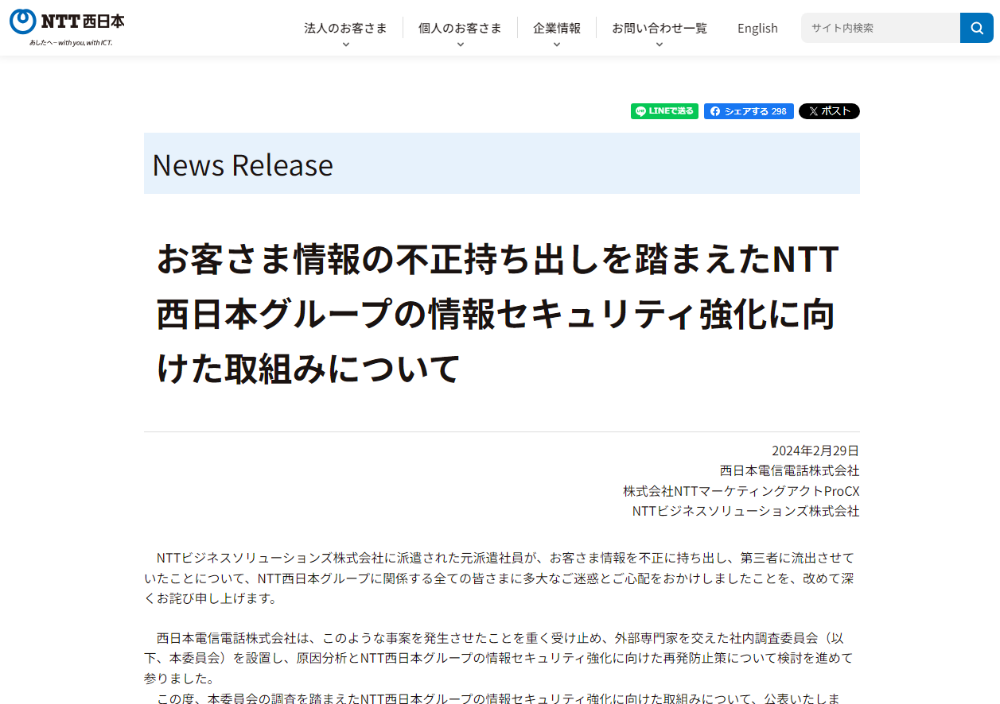 NTT西日本
あしたへ－with you, with ICT.
法人のお客さま
個人のお客さま
企業情報
お問い合わせ一覧
English
サイト内検索
LINEで送る
シェアする 298
ポスト
News Release
お客さま情報の不正持ち出しを踏まえたNTT
西日本グループの情報セキュリティ強化に向
けた取組みについて
2024年2月29日
西日本電信電話株式会社
株式会社NTTマーケティングアクトProCX
NTTビジネスソリューションズ株式会社
NTTビジネスソリューションズ株式会社に派遣された元派遣社員が、お客さま情報を不正に持ち出し、第三者に流出させて
いたことについて、NTT西日本グループに関係する全ての皆さまに多大なご迷惑とご心配をおかけしましたことを、改めて深
くお詫び申し上げます。
西日本電信電話株式会社は、このような事案を発生させたことを重く受け止め、外部専門家を交えた社内調査委員会（以
下、本委員会）を設置し、原因分析とNTT西日本グループの情報セキュリティ強化に向けた再発防止策について検討を進めて
参りました。
この度、本委員会の調査を踏まえたNTT西日本グループの情報セキュリティ強化に向けた取組みについて、公表いたしま